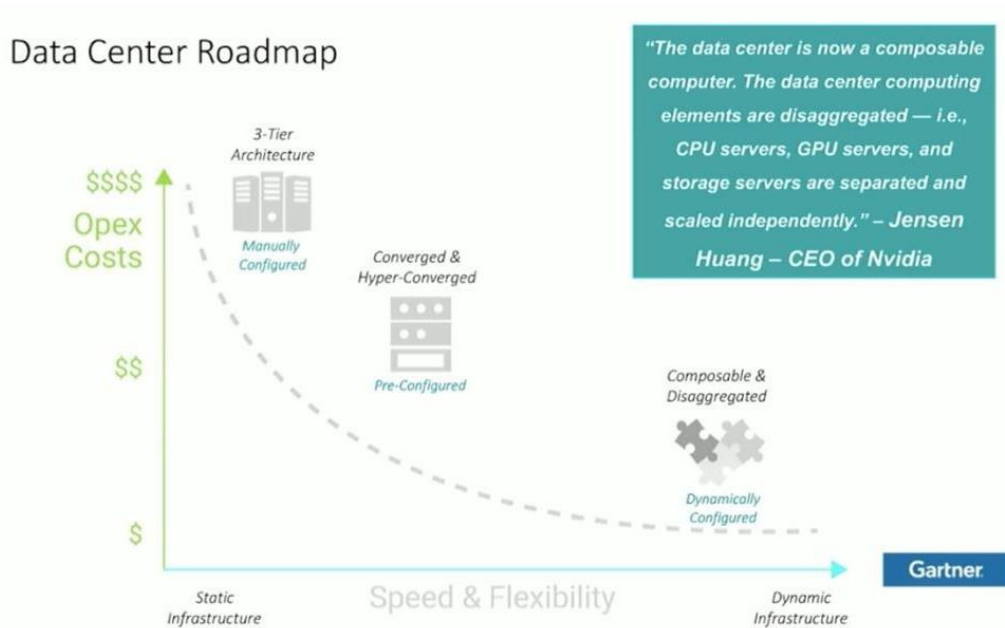 Data Center Roadmap
“The data center is now a composable
computer. The data center computing
elements are disaggregated — i.e.,
CPU servers, GPU servers, and
storage servers are separated and
scaled independently.” – Jensen
Huang – CEO of Nvidia
3-Tier
Architecture
Manually
Configured
$$$$
Opex
Costs
$$
$
Converged &
Hyper-Converged
Pre-Configured
Composable &
Disaggregated
Dynamically
Configured
Gartner
Static
Infrastructure
Speed & Flexibility
Dynamic
Infrastructure